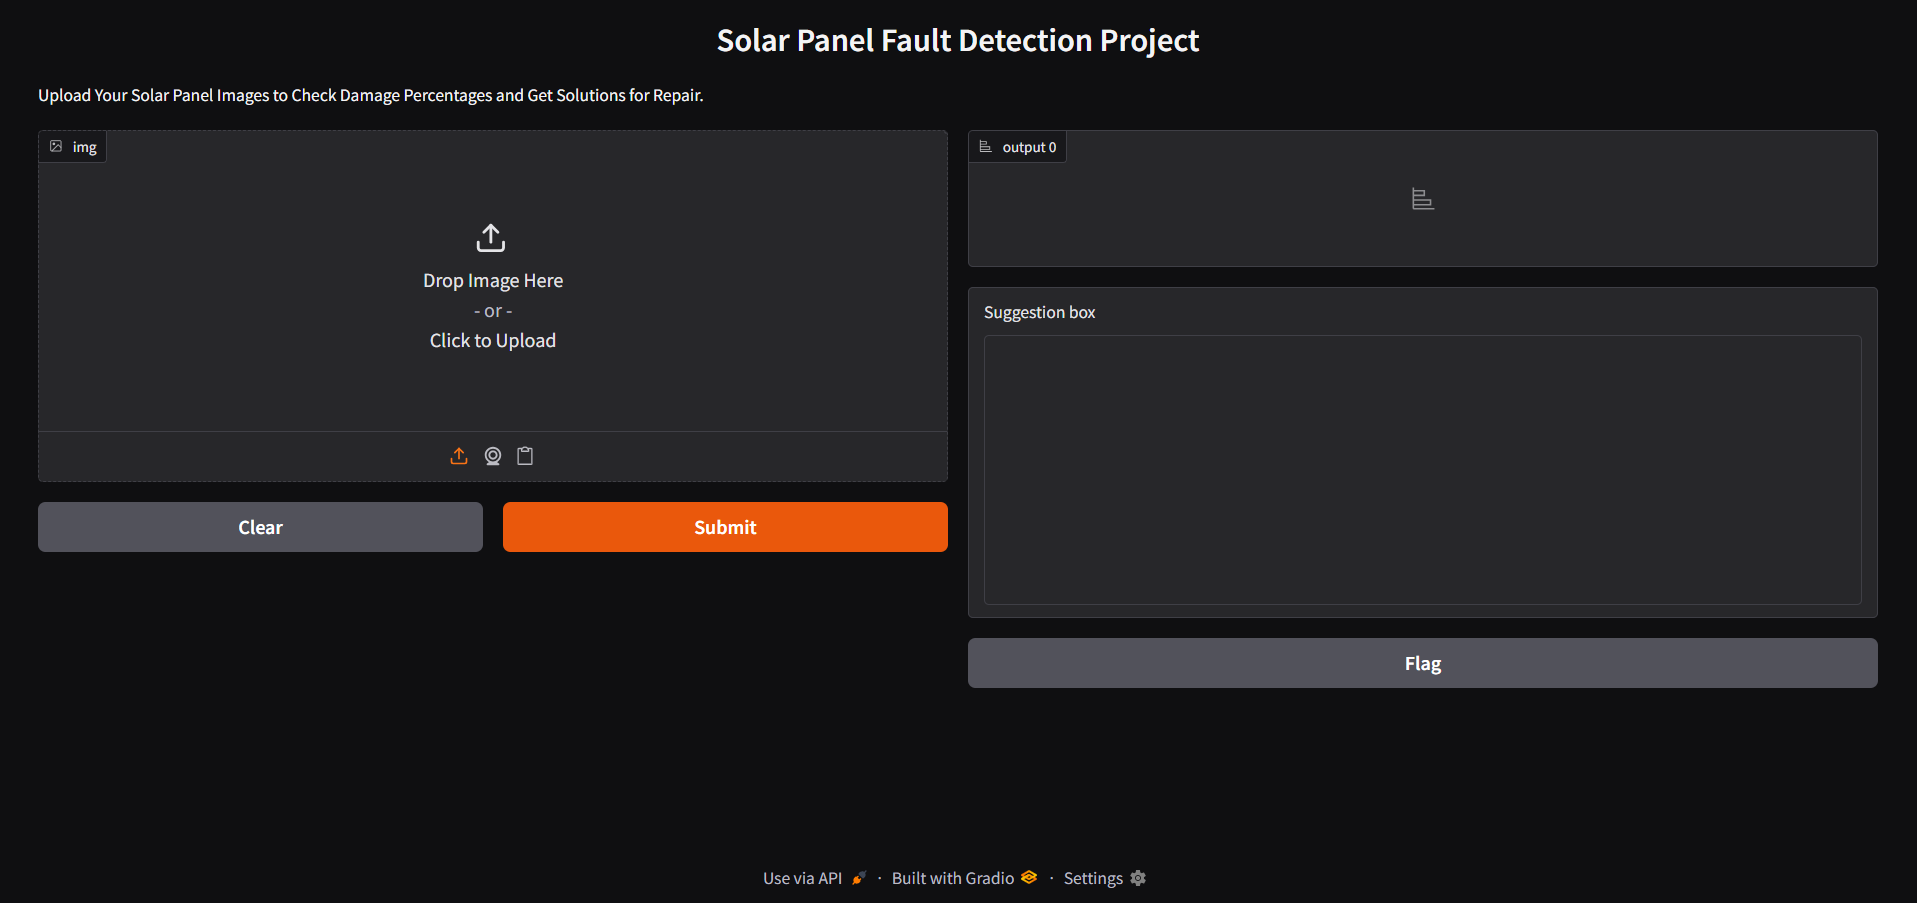 Solar Panel Fault Detection Project
Upload Your Solar Panel Images to Check Damage Percentages and Get Solutions for Repair.
img
Drop Image Here
- or -
Click to Upload
Clear
Submit
output 0
Suggestion box
Flag
Use via API · Built with Gradio · Settings